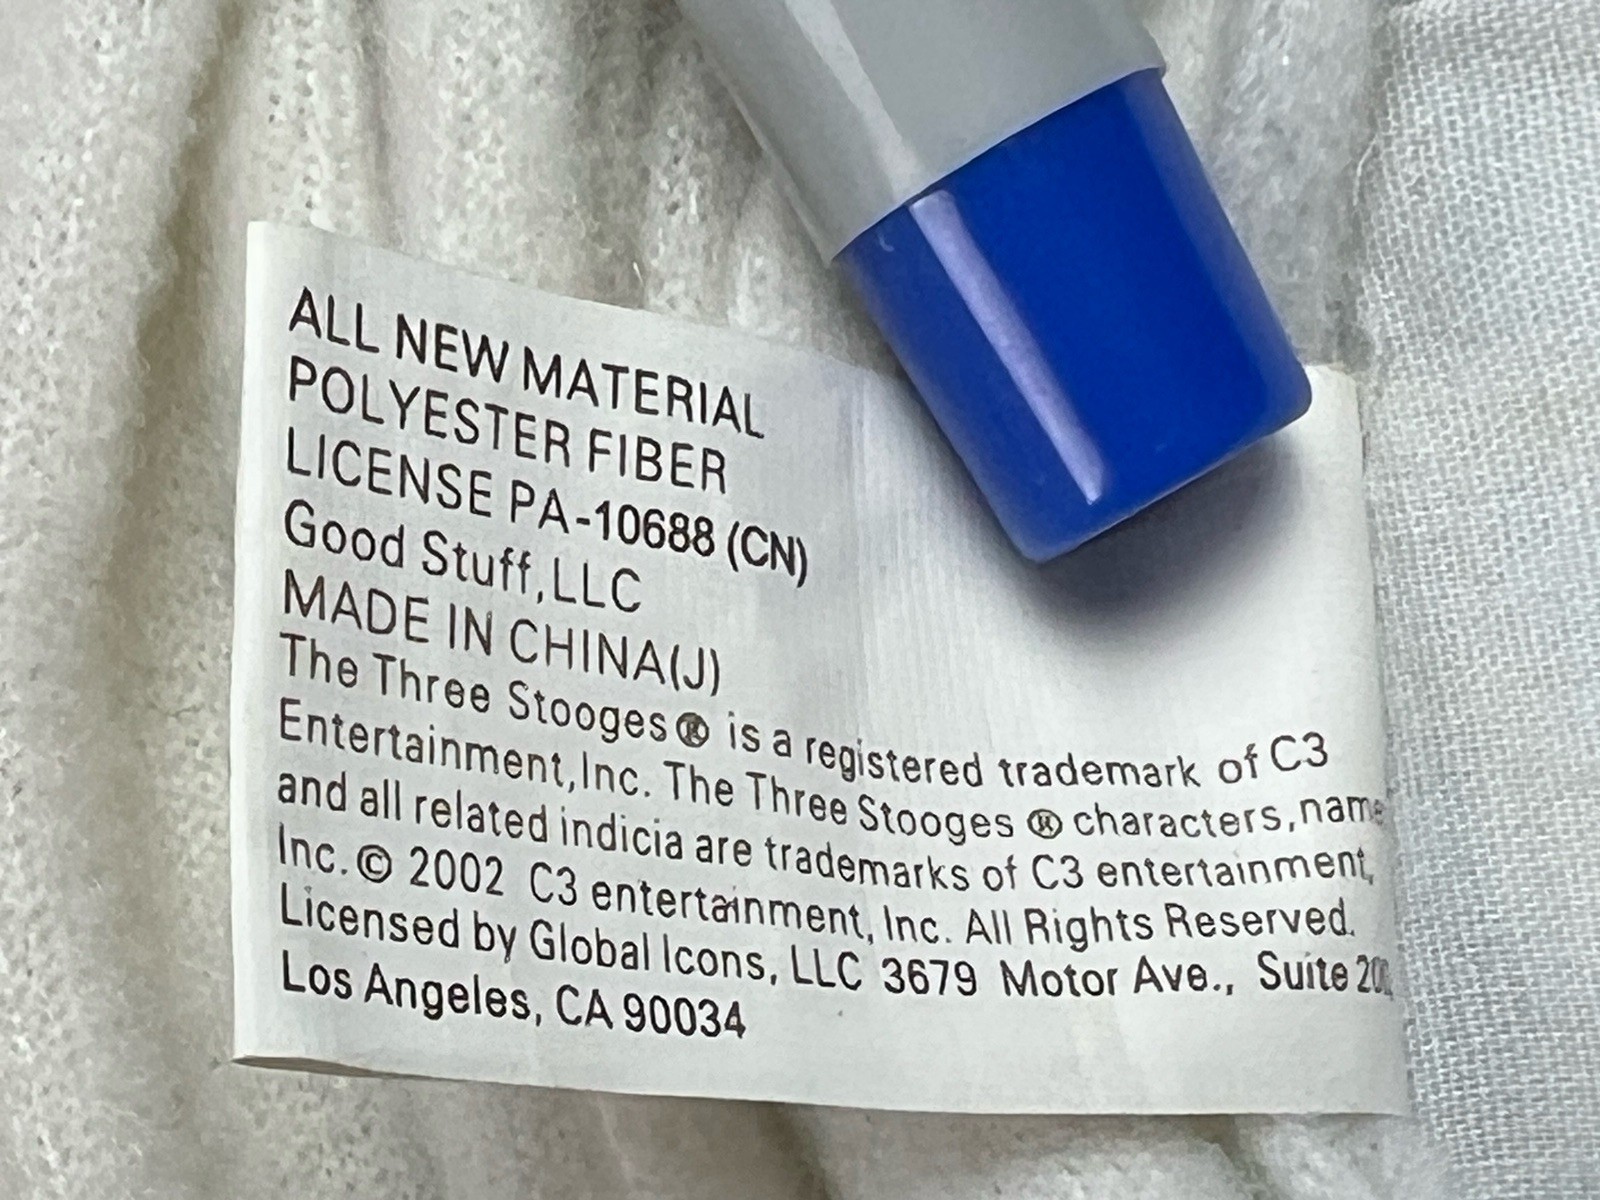 ALL NEW MATERIAL
POLYESTER FIBER
LICENSE PA-10688 (CN)
Good Stuff,LLC
MADE IN CHINA(J)
The Three Stooges® is a registered trademark of C3
Entertainment,Inc. The Three Stooges ® characters,
and all related indicia are trademarks of C3 entertainment,
Inc.© 2002 C3 entertainment, Inc. All Rights Reserved.
Licensed by Global Icons, LLC 3679 Motor Ave., Suite
Los Angeles, CA 90034